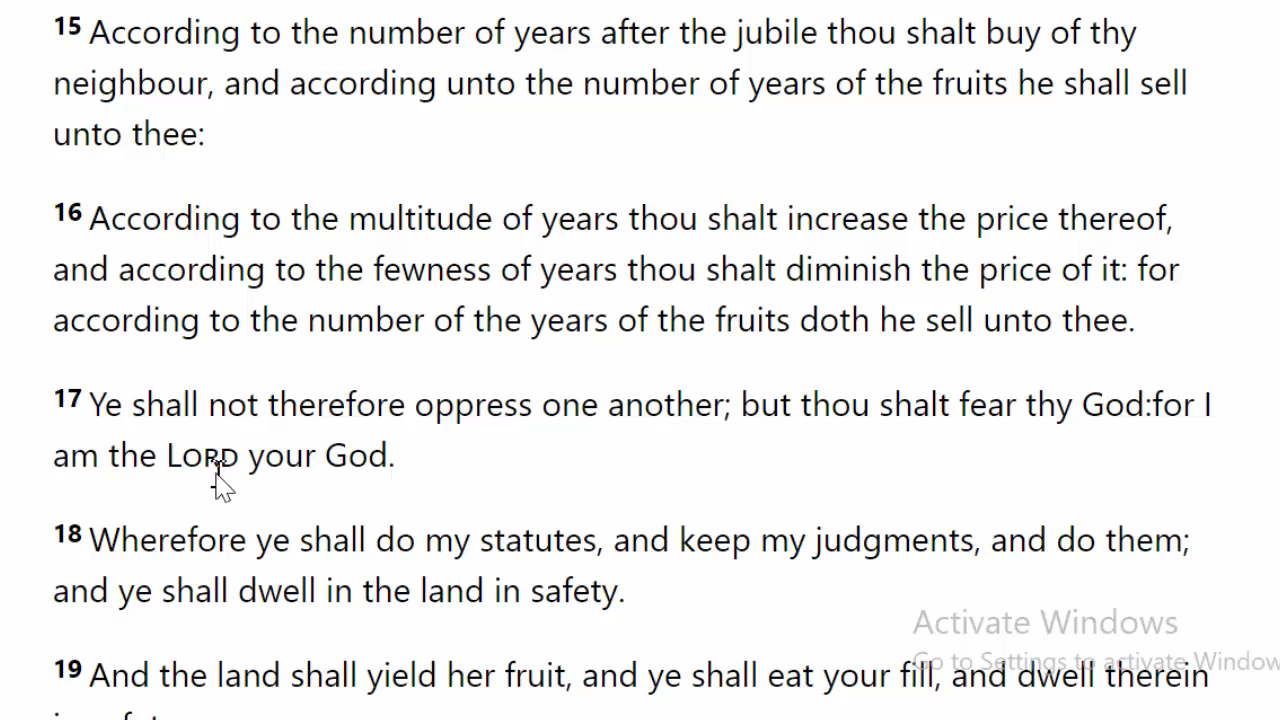 15 According to the number of years after the jubile thou shalt buy of thy
neighbour, and according unto the number of years of the fruits he shall sell
unto thee:
16 According to the multitude of years thou shalt increase the price thereof,
and according to the fewness of years thou shalt diminish the price of it: for
according to the number of the years of the fruits doth he sell unto thee.
17 Ye shall not therefore oppress one another; but thou shalt fear thy God:for I
am the LORD your God.
18 Wherefore ye shall do my statutes, and keep my judgments, and do them;
and ye shall dwell in the land in safety.
Activate Windows
Go to Settings to activate Window
19 And the land shall yield her fruit, and ye shall eat your fill, and dwell therein